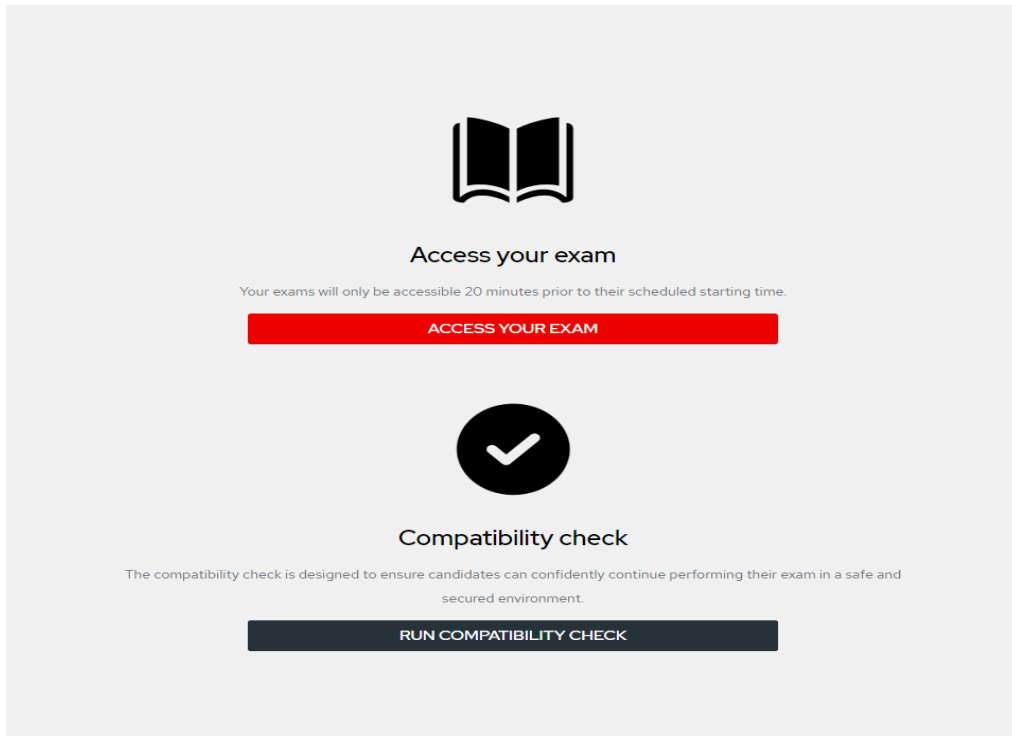 Access your exam
Your exams will only be accessible 20 minutes prior to their scheduled starting time.
ACCESS YOUR EXAM
Compatibility check
The compatibility check is designed to ensure candidates can confidently continue performing their exam in a safe and
secured environment.
RUN COMPATIBILITY CHECK